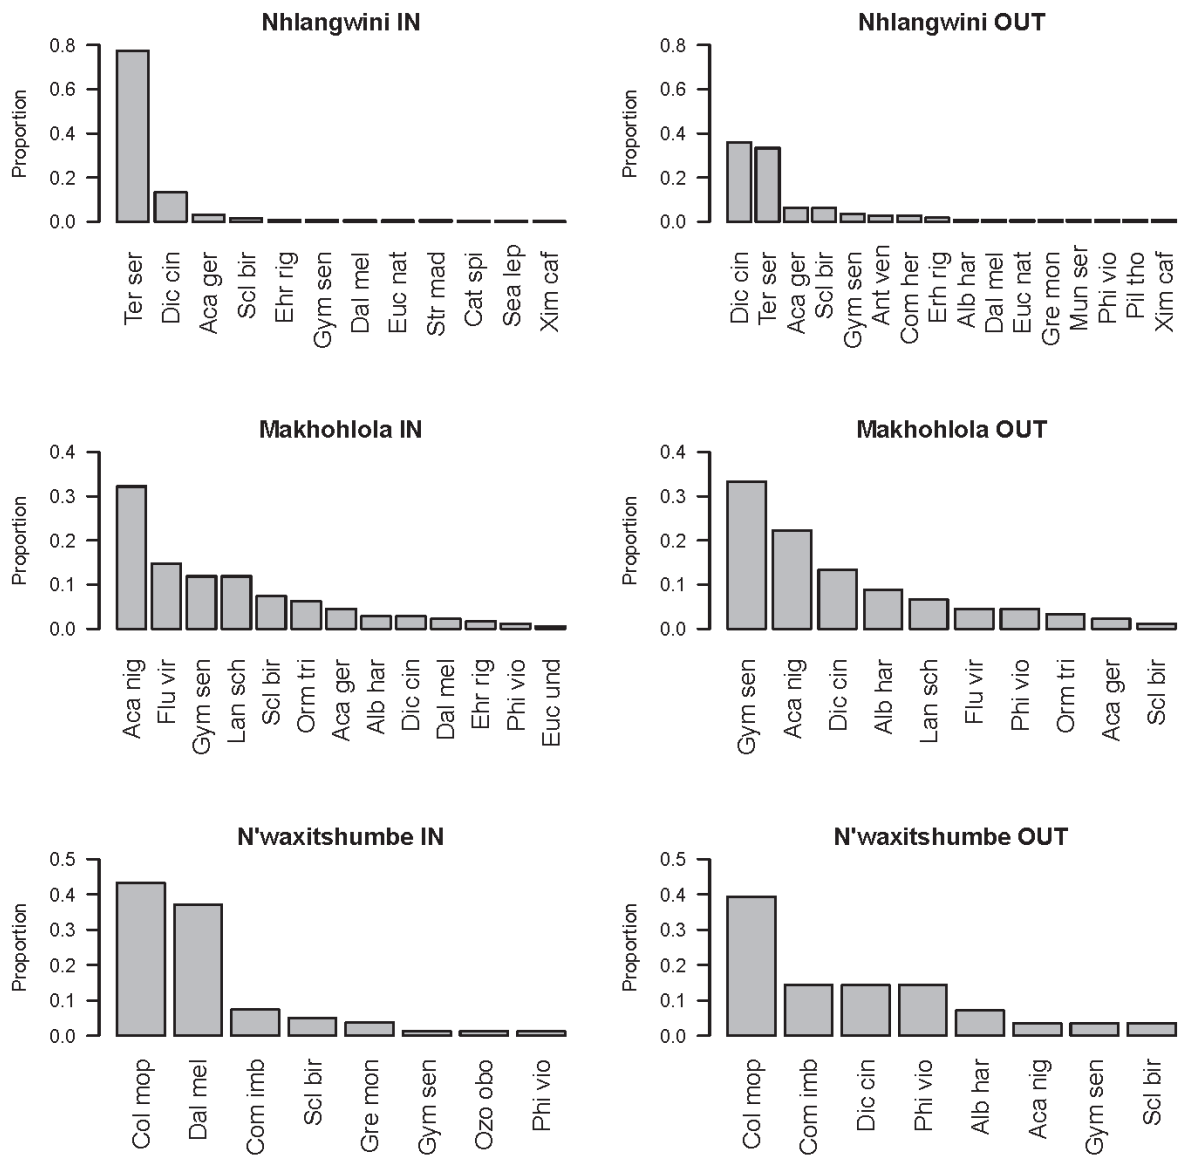 Nhlangwini IN
Proportion
0.8
0.6
0.4
0.2
0.0
Ter ser
Dic cin
Aca ger
Scl bir
Ehr rig
Gym sen
Dal mel
Euc nat
Str mad
Cat spi
Sea lep
Xim caf
Nhlangwini OUT
Proportion
0.8
0.6
0.4
0.2
0.0
Dic cin
Ter ser
Aca ger
Scl bir
Gym sen
Ant ven
Com her
Erh rig
Alb har
Dal mel
Euc nat
Gre mon
Mun ser
Phi vio
Pil tho
Xim caf
Makhohlola IN
Proportion
0.4
0.3
0.2
0.1
0.0
Aca nig
Flu vir
Gym sen
Lan sch
Scl bir
Orm tri
Aca ger
Alb har
Dic cin
Dal mel
Ehr rig
Phi vio
Euc und
Makhohlola OUT
Proportion
0.4
0.3
0.2
0.1
0.0
Gym sen
Aca nig
Dic cin
Alb har
Lan sch
Flu vir
Phi vio
Orm tri
Aca ger
Scl bir
N'waxitshumbe IN
Proportion
0.5
0.4
0.3
0.2
0.1
0.0
Col mop
Dal mel
Com imb
Scl bir
Gre mon
Gym sen
Ozo obo
Phi vio
N'waxitshumbe OUT
Proportion
0.5
0.4
0.3
0.2
0.1
0.0
Col mop
Com imb
Dic cin
Phi vio
Alb har
Aca nig
Gym sen
Scl bir